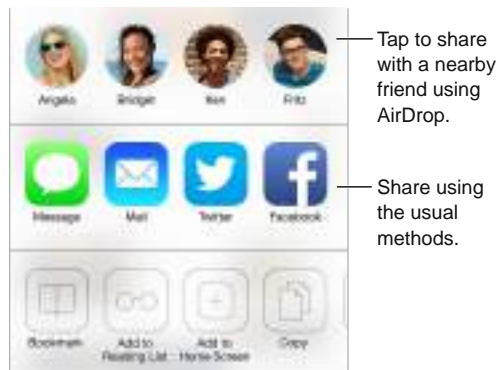 Angela Bridget Ken Fritz
Tap to share
with a nearby
friend using
AirDrop.
Message Mail Twitter Facebook
Share using
the usual
methods.
Bookmark Add to Reading List Add to Home Screen Copy